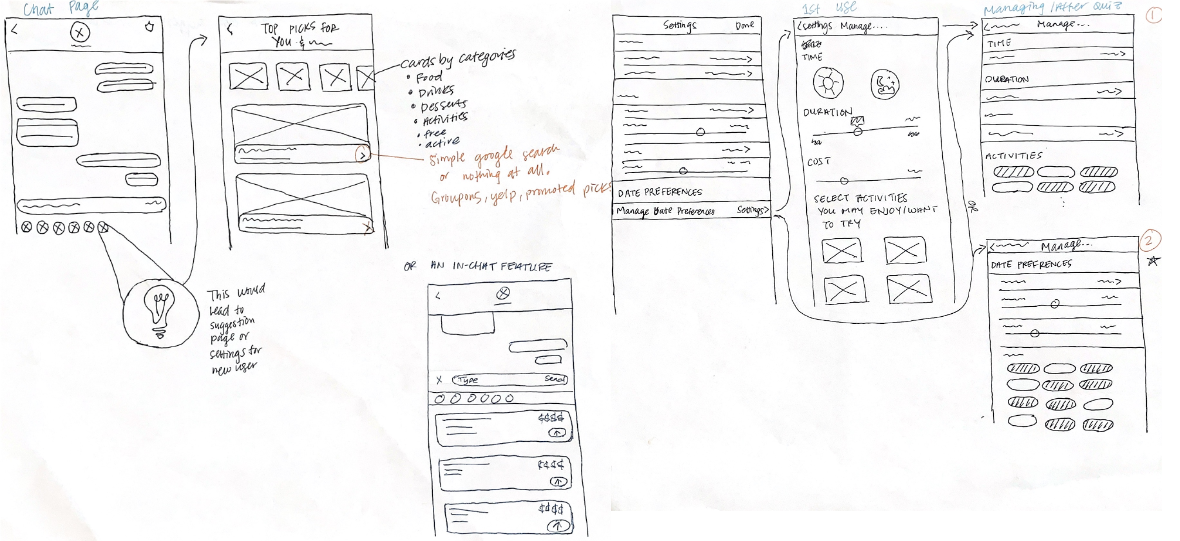 Chat Page
TOP PICKS FOR
YOU &
Cards by categories
• Food
• Drinks
• Desserts
• Activities
• free
• active
Simple google search
or nothing at all.
Groupons, yelp, promoted picks
This would
lead to
suggestion
page or
settings for
new user
OR AN IN-CHAT FEATURE
X Type Send
$$$$
$$$$
$$$$
Settings Done
DATE PREFERENCES
Manage Date Preferences Settings>
1st use
<Settings Manage....
TIME
DURATION
COST
SELECT ACTIVITIES
YOU MAY ENJOY/WANT
TO TRY
OR
Managing/After Quiz
1
Manage...
TIME
DURATION
ACTIVITIES
2
Manage...
DATE PREFRENCES